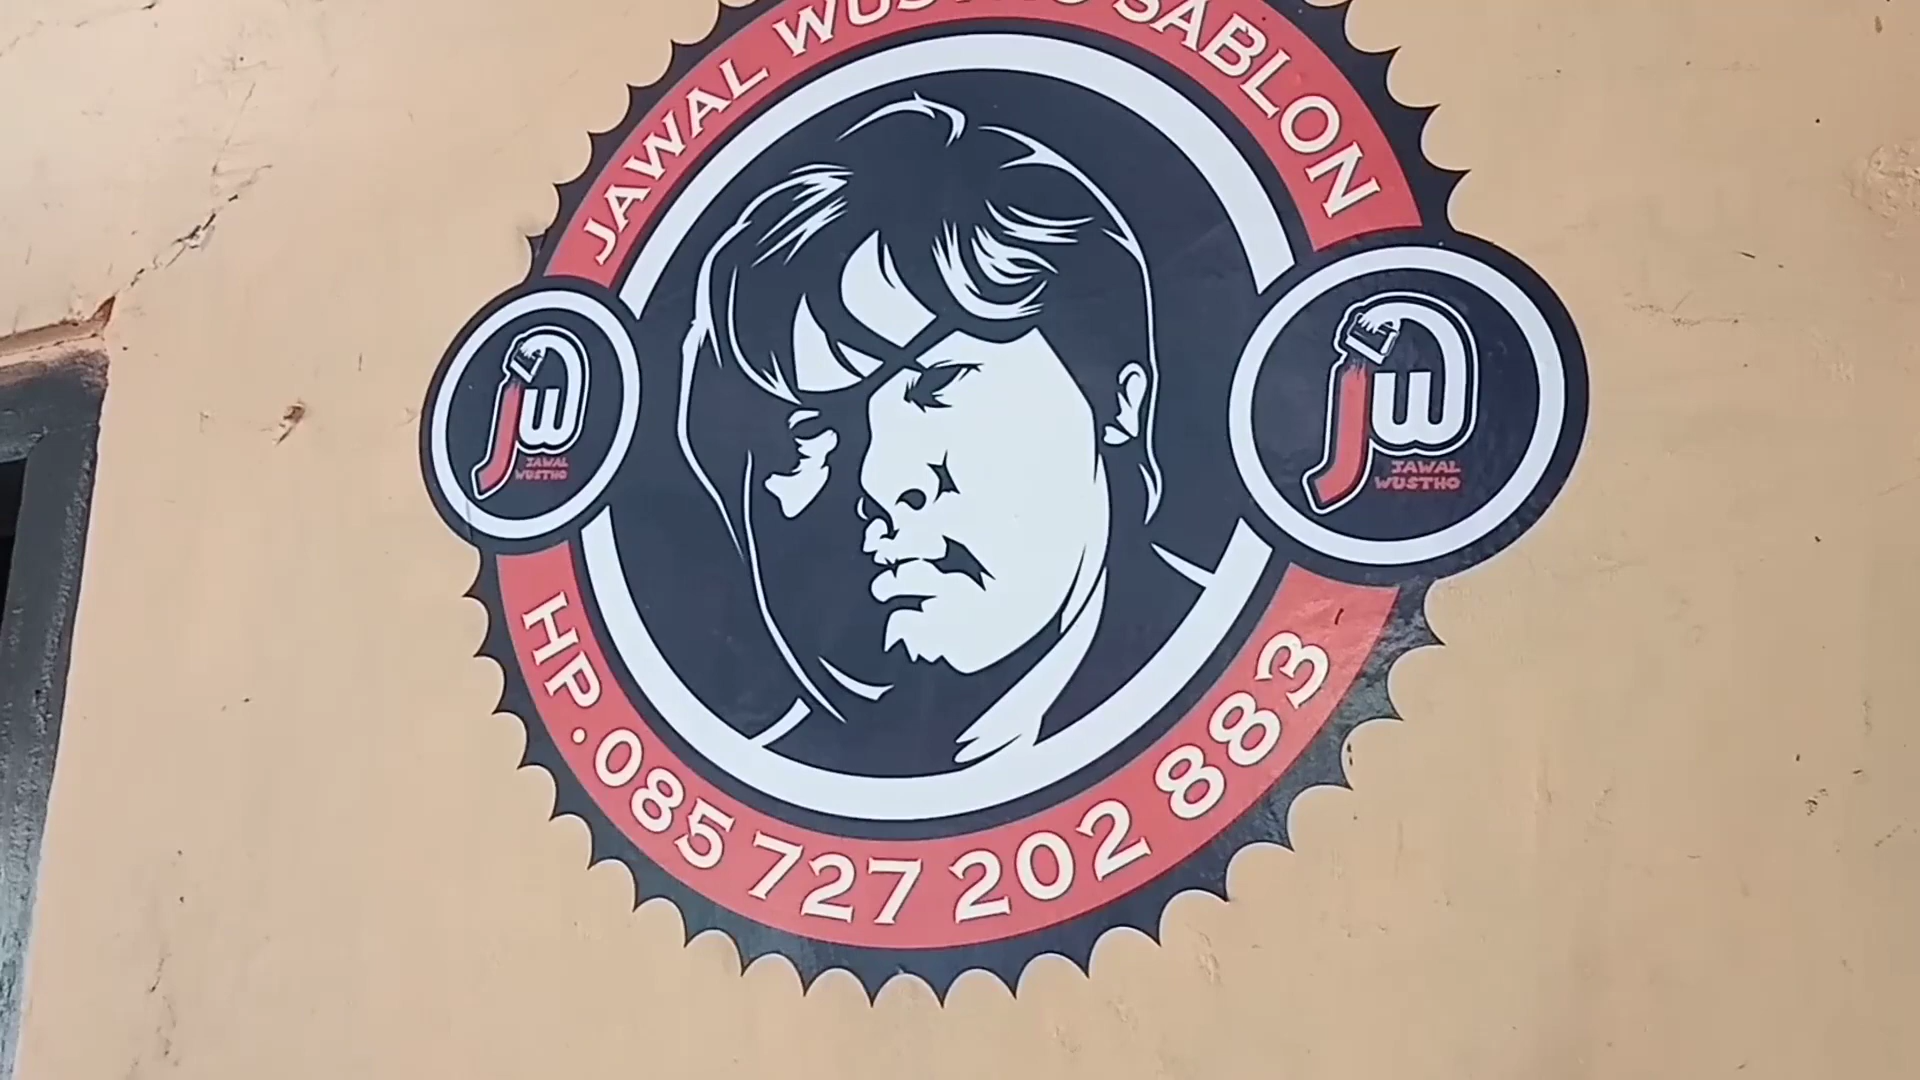 JAWAL WUSTHO SABLON
JW
JAWAL
WUSTHO
JW
JAWAL
WUSTHO
HP. 085 727 202 883